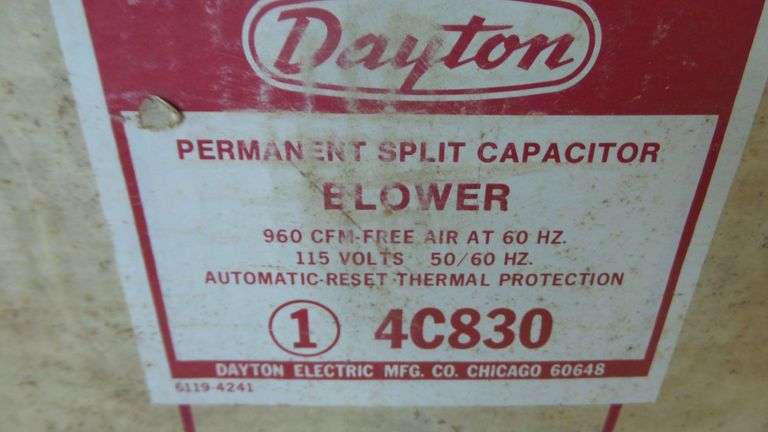 Dayton
PERMANENT SPLIT CAPACITOR
BLOWER
960 CFM-FREE AIR AT 60 HZ.
115 VOLTS 50/60 HZ.
AUTOMATIC-RESET THERMAL PROTECTION
1 4C830
DAYTON ELECTRIC MFG. CO. CHICAGO 60648
6119-4241